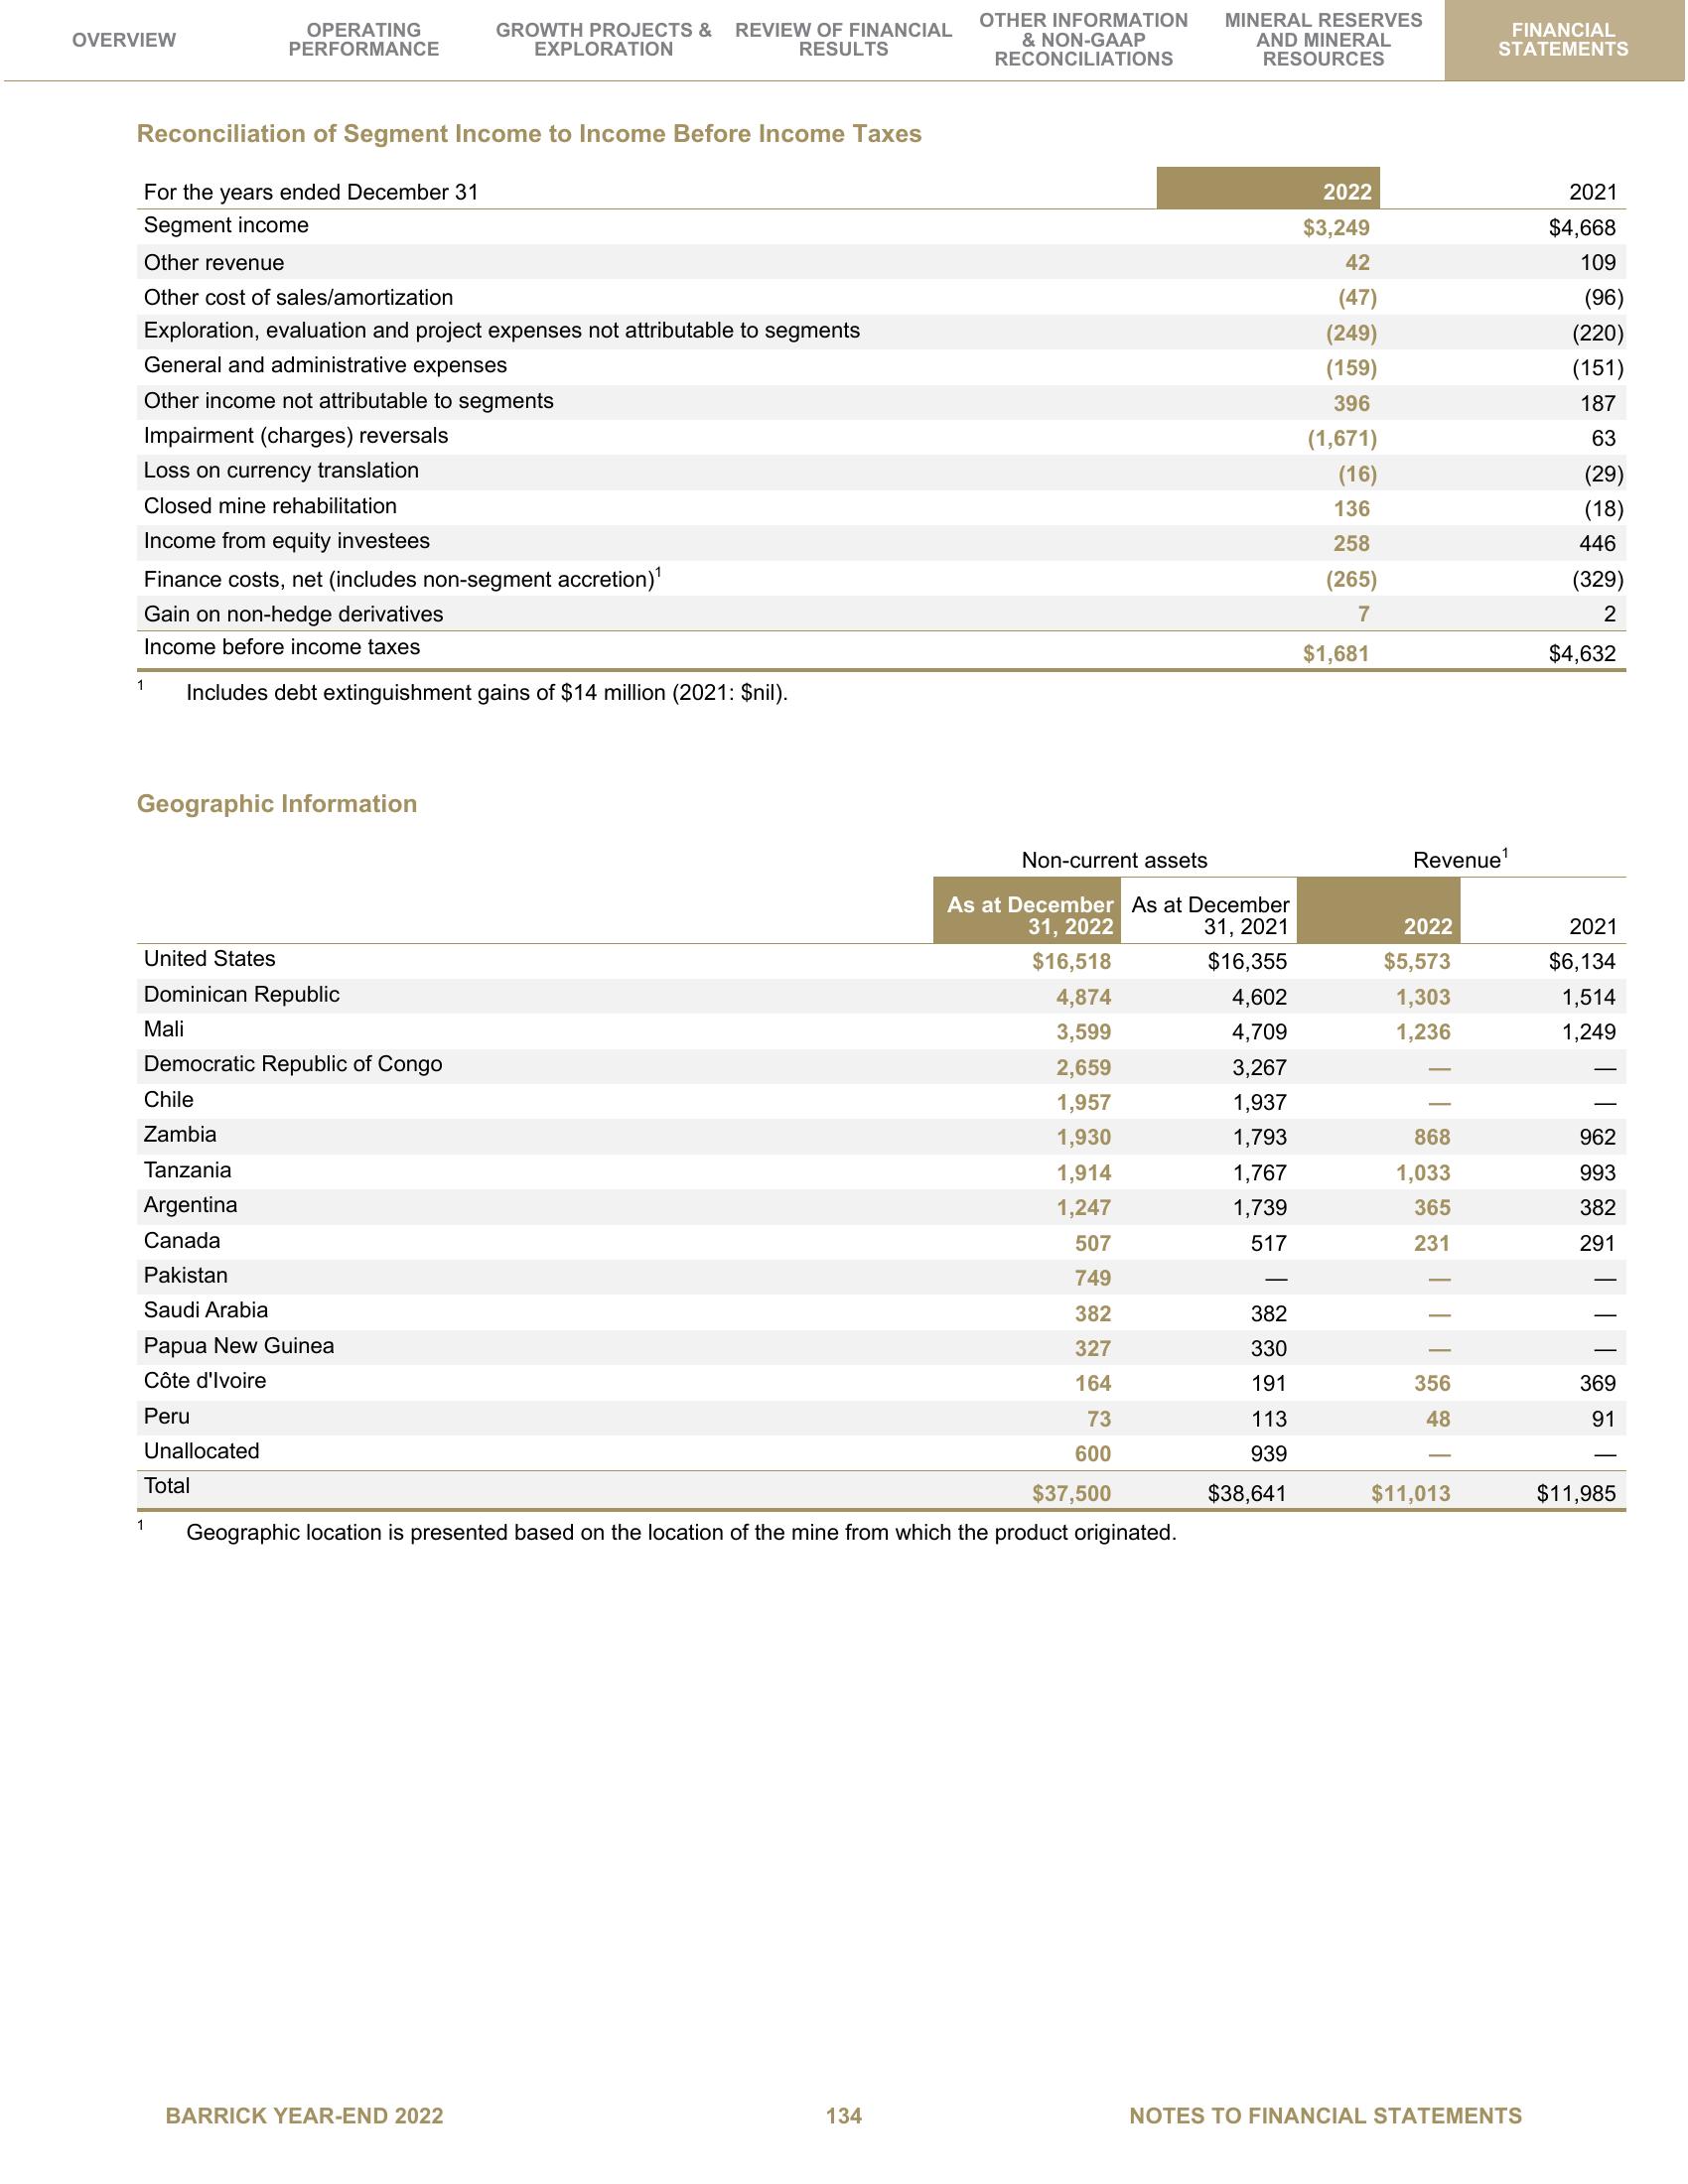 OVERVIEW
OPERATING
PERFORMANCE
GROWTH PROJECTS &
EXPLORATION
REVIEW OF FINANCIAL
RESULTS
OTHER INFORMATION
& NON-GAAP
RECONCILIATIONS
MINERAL RESERVES
AND MINERAL
RESOURCES
FINANCIAL
STATEMENTS
Reconciliation of Segment Income to Income Before Income Taxes
For the years ended December 31 2022 2021
Segment income $3,249 $4,668
Other revenue 42 109
Other cost of sales/amortization (47) (96)
Exploration, evaluation and project expenses not attributable to segments (249) (220)
General and administrative expenses (159) (151)
Other income not attributable to segments 396 187
Impairment (charges) reversals (1,671) 63
Loss on currency translation (16) (29)
Closed mine rehabilitation 136 (18)
Income from equity investees 258 446
Finance costs, net (includes non-segment accretion)1 (265) (329)
Gain on non-hedge derivatives 7 2
Income before income taxes $1,681 $4,632
1 Includes debt extinguishment gains of $14 million (2021: $nil).
Geographic Information
Non-current assets Revenue1
As at December 31, 2022 As at December 31, 2021 2022 2021
United States $16,518 $16,355 $5,573 $6,134
Dominican Republic 4,874 4,602 1,303 1,514
Mali 3,599 4,709 1,236 1,249
Democratic Republic of Congo 2,659 3,267 — —
Chile 1,957 1,937 — —
Zambia 1,930 1,793 868 962
Tanzania 1,914 1,767 1,033 993
Argentina 1,247 1,739 365 382
Canada 507 517 231 291
Pakistan 749 — — —
Saudi Arabia 382 382 — —
Papua New Guinea 327 330 — —
Côte d'Ivoire 164 191 356 369
Peru 73 113 48 91
Unallocated 600 939 — —
Total $37,500 $38,641 $11,013 $11,985
1 Geographic location is presented based on the location of the mine from which the product originated.
BARRICK YEAR-END 2022 134 NOTES TO FINANCIAL STATEMENTS